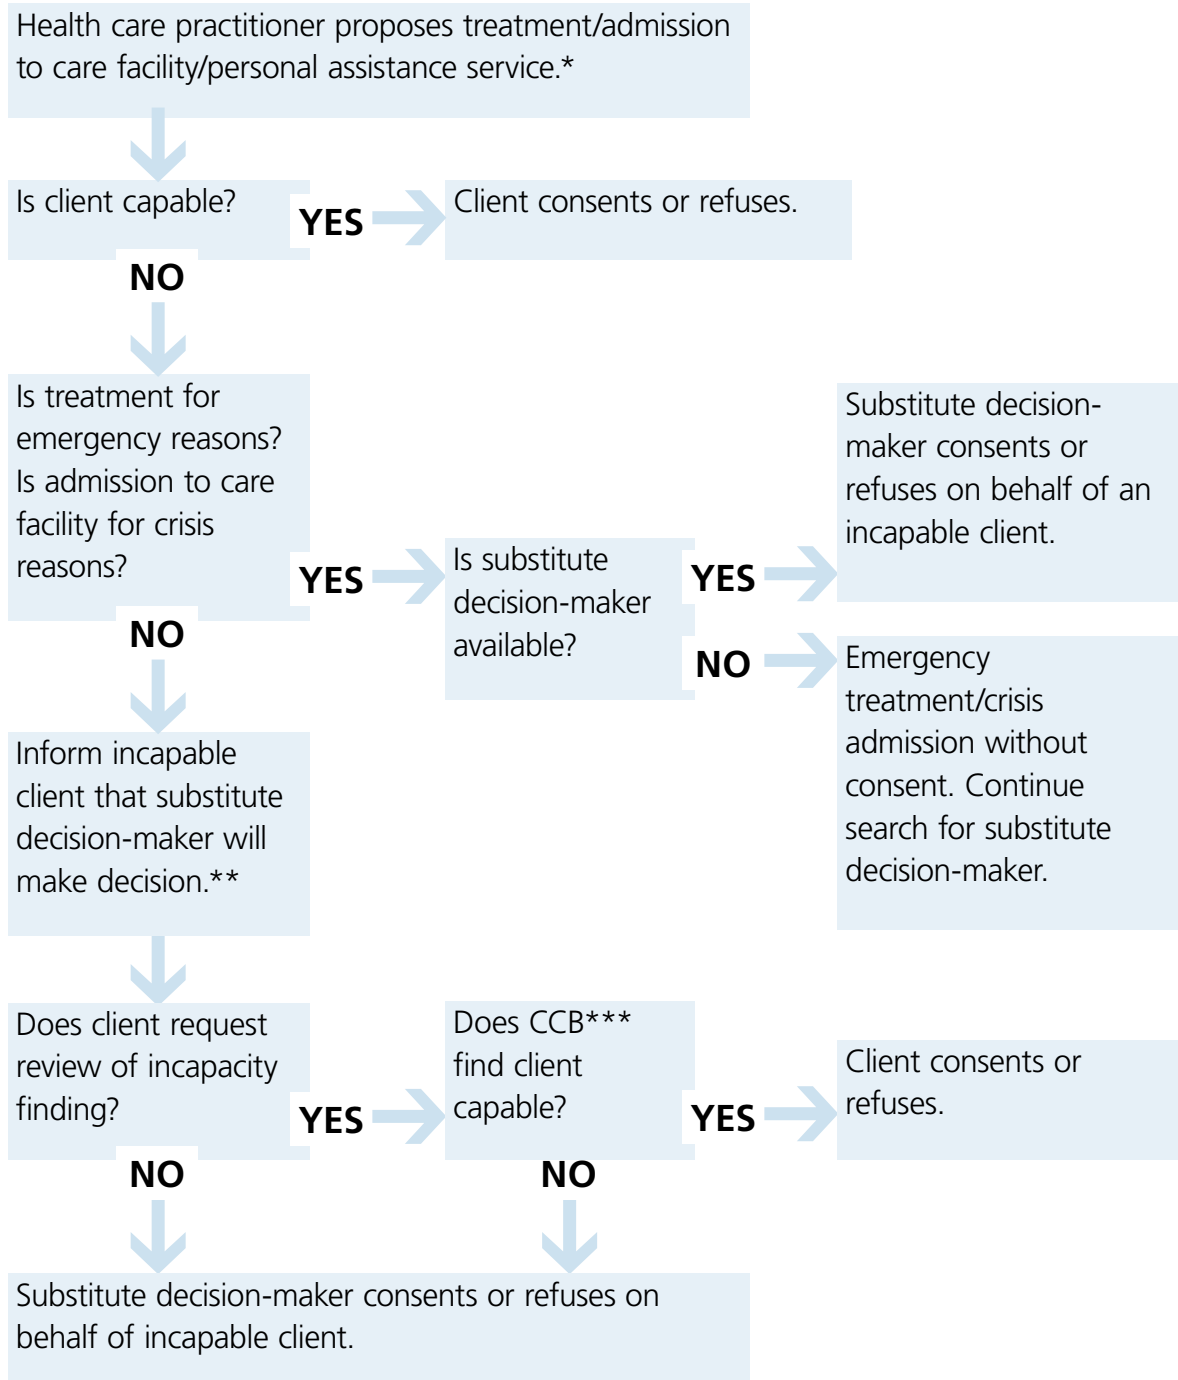 Health care practitioner proposes treatment/admission
to care facility/personal assistance service.*
Is client capable?
YES
Client consents or refuses.
NO
Is treatment for
emergency reasons?
Is admission to care
facility for crisis
reasons?
YES
Is substitute
decision-maker
available?
YES
Substitute decision-
maker consents or
refuses on behalf of an
incapable client.
NO
Emergency
treatment/crisis
admission without
consent. Continue
search for substitute
decision-maker.
NO
Inform incapable
client that substitute
decision-maker will
make decision.**
Does client request
review of incapacity
finding?
YES
Does CCB***
find client
capable?
YES
Client consents or
refuses.
NO
NO
Substitute decision-maker consents or refuses on
behalf of incapable client.